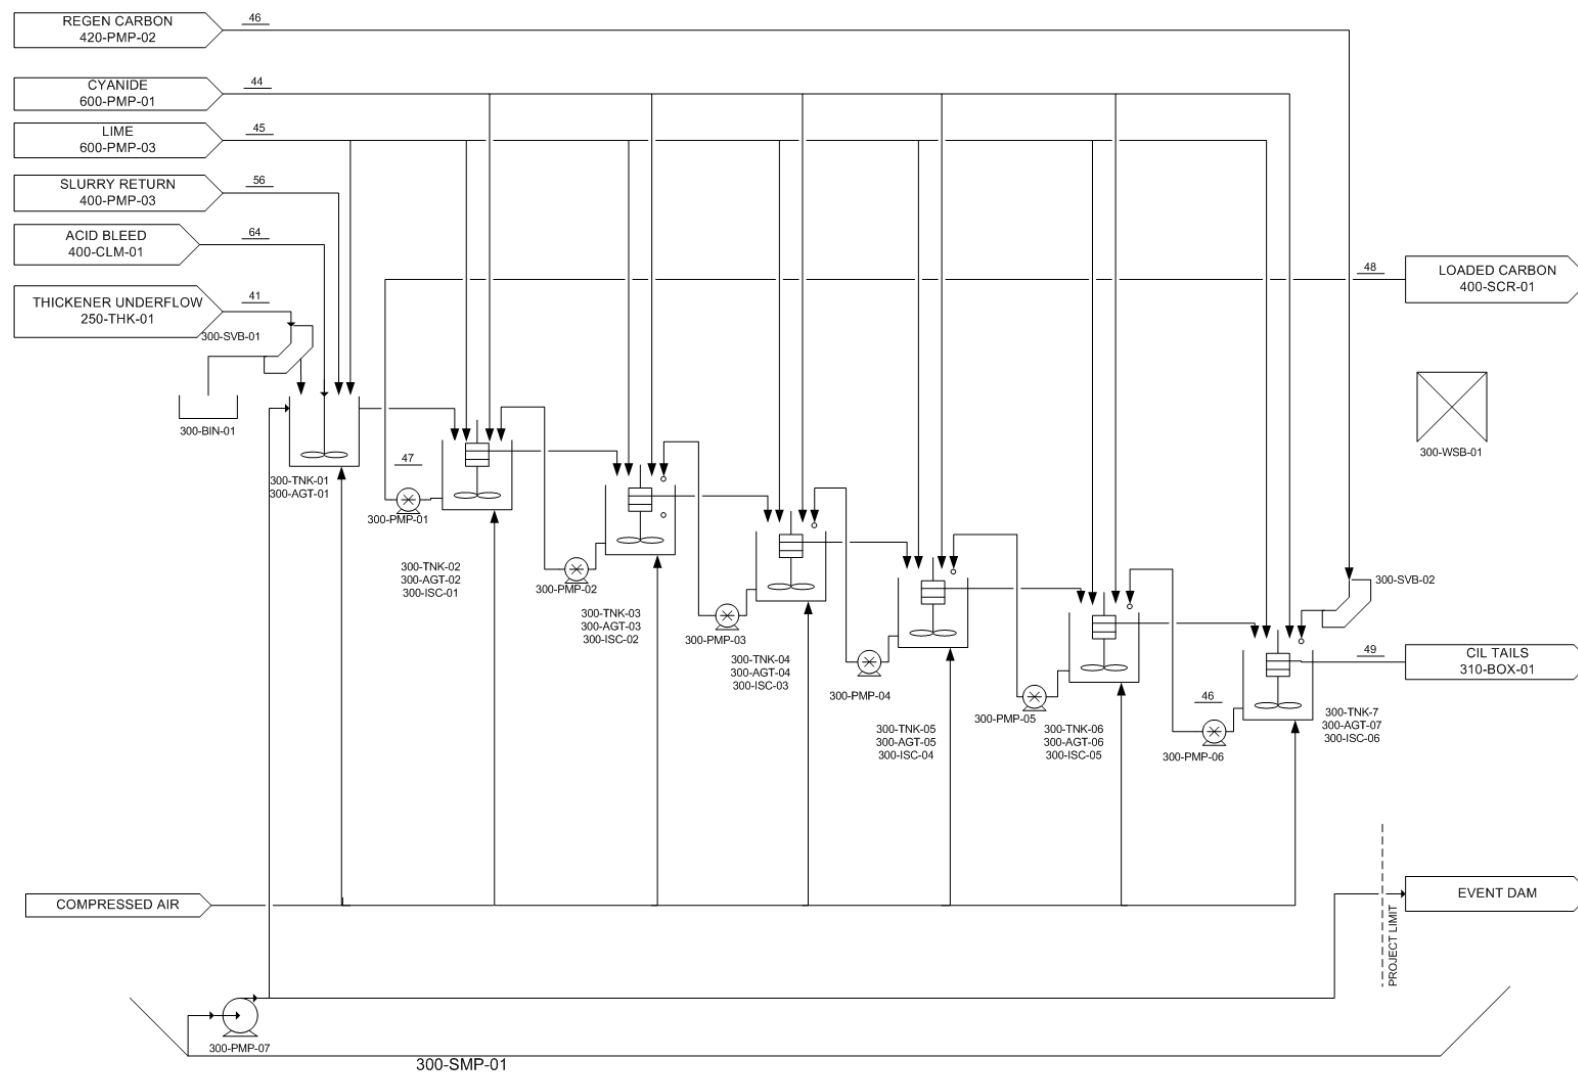 REGEN CARBON
420-PMP-02
46
CYANIDE
600-PMP-01
44
LIME
600-PMP-03
45
SLURRY RETURN
400-PMP-03
56
ACID BLEED
400-CLM-01
64
THICKENER UNDERFLOW
250-THK-01
41
300-SVB-01
48
LOADED CARBON
400-SCR-01
300-BIN-01
300-WSB-01
47
300-TNK-01
300-AGT-01
300-PMP-01
300-TNK-02
300-AGT-02
300-ISC-01
300-PMP-02
300-TNK-03
300-AGT-03
300-ISC-02
300-PMP-03
300-TNK-04
300-AGT-04
300-ISC-03
300-PMP-04
300-TNK-05
300-AGT-05
300-ISC-04
300-PMP-05
300-TNK-06
300-AGT-06
300-ISC-05
46
300-PMP-06
300-SVB-02
49
CIL TAILS
310-BOX-01
300-TNK-7
300-AGT-07
300-ISC-06
COMPRESSED AIR
EVENT DAM
PROJECT LIMIT
300-PMP-07
300-SMP-01